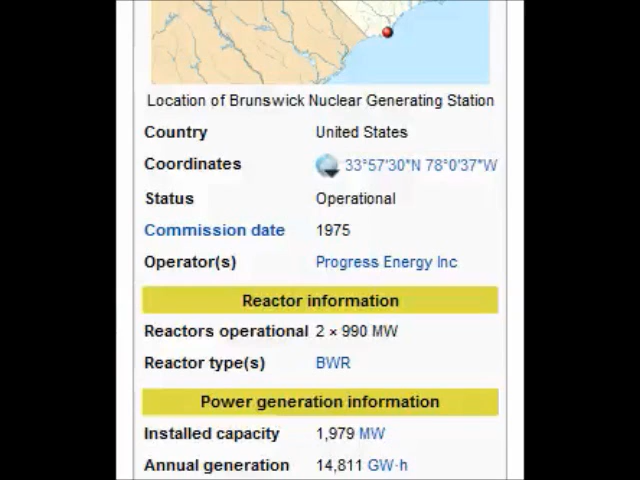 Location of Brunswick Nuclear Generating Station
Country United States
Coordinates 33°57′30″N 78°0′37″W
Status Operational
Commission date 1975
Operator(s) Progress Energy Inc
Reactor information
Reactors operational 2 × 990 MW
Reactor type(s) BWR
Power generation information
Installed capacity 1,979 MW
Annual generation 14,811 GW·h